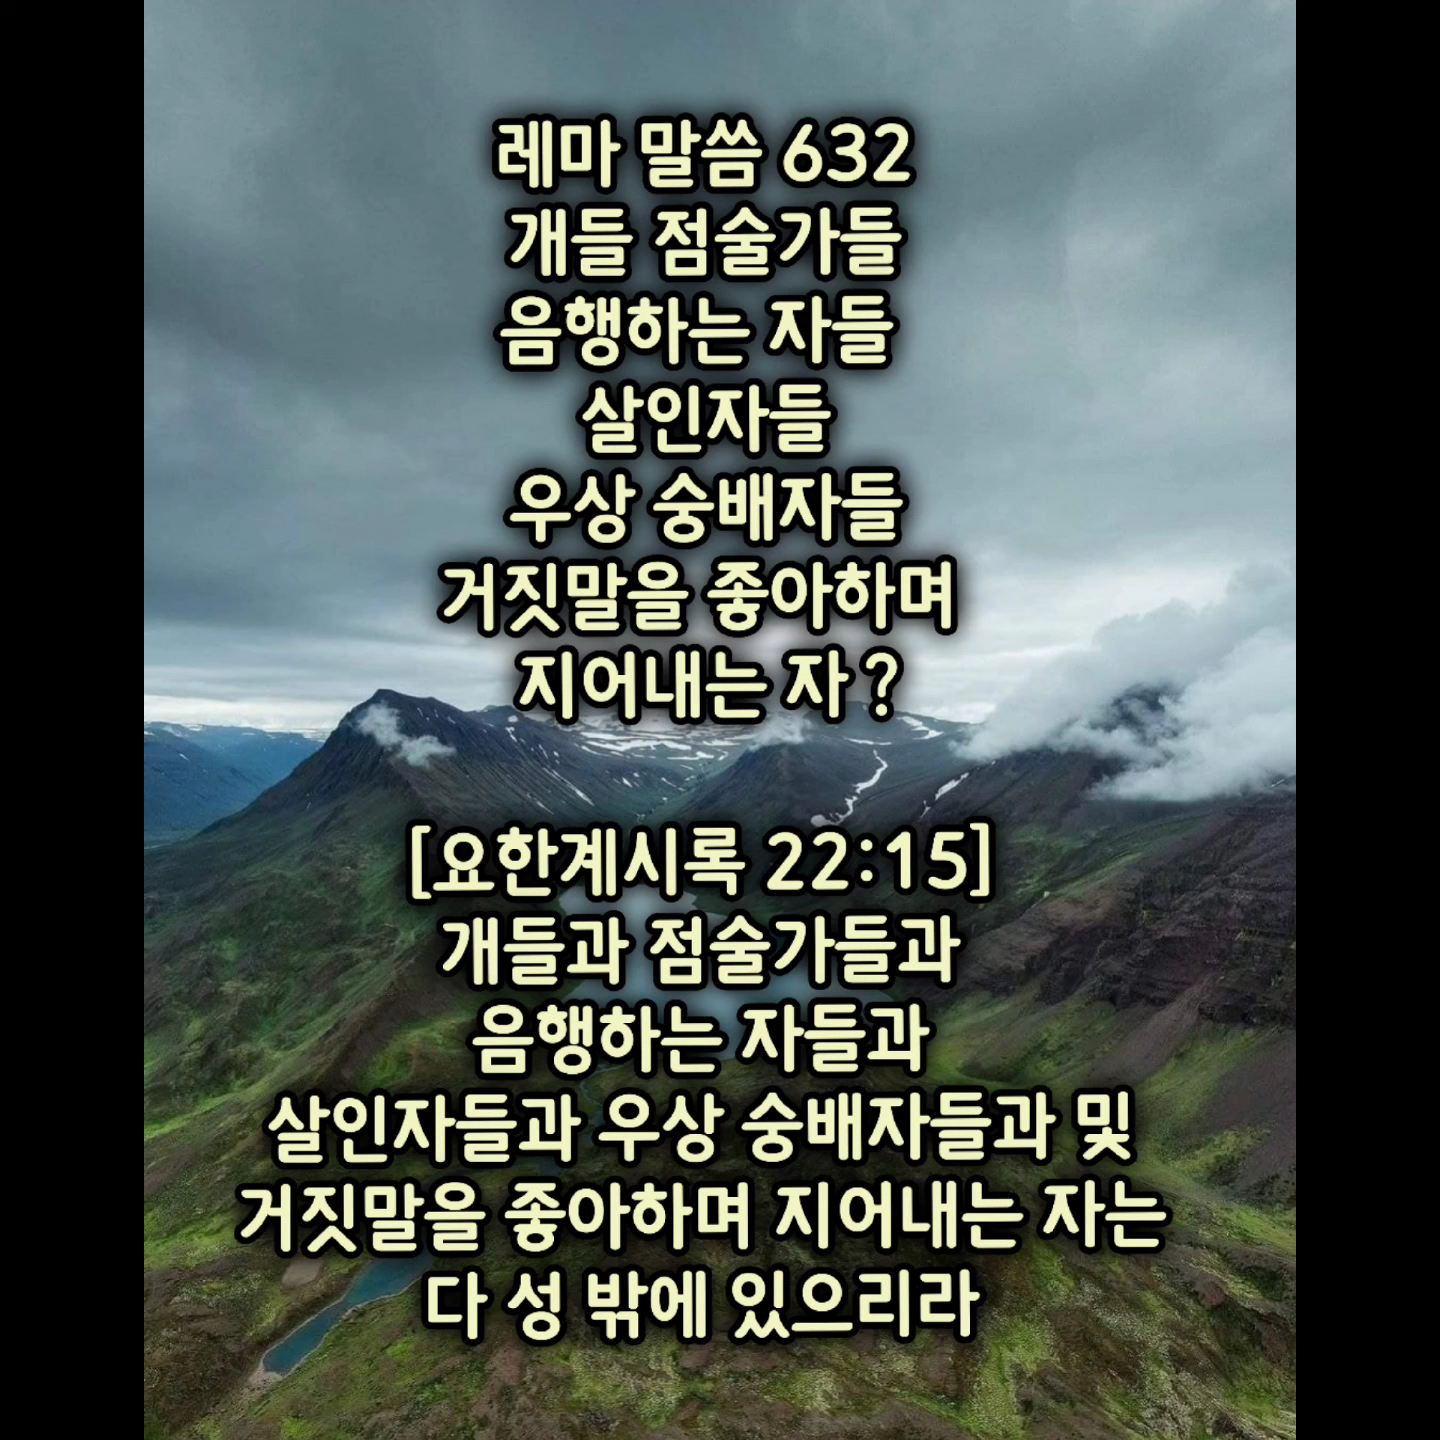 레마 말씀 632
개들 점술가들
음행하는 자들
살인자들
우상 숭배자들
거짓말을 좋아하며
지어내는 자 ?
[요한계시록 22:15]
개들과 점술가들과
음행하는 자들과
살인자들과 우상 숭배자들과 및
거짓말을 좋아하며 지어내는 자는
다 성 밖에 있으리라